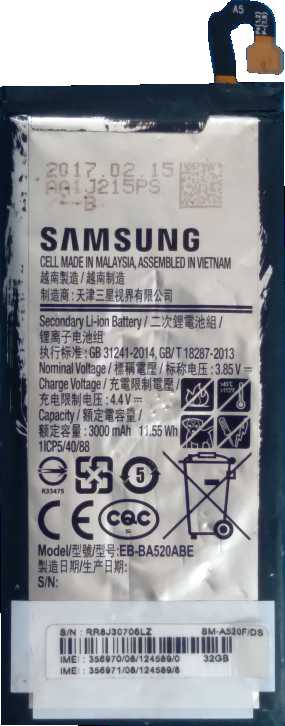 A5
2017.02.15
AA1J215PS
/--B
SAMSUNG
CELL MADE IN MALAYSIA, ASSEMBLED IN VIETNAM
越南製造 / 越南制造
制造商 : 天津三星视界有限公司
Secondary Li-ion Battery / 二次鋰電池組 /
锂离子电池组
执行标准: GB 31241-2014, GB/T 18287-2013
Nominal Voltage / 標稱電壓 / 标称电压 : 3.85V
Charge Voltage / 充電限制電壓 /
充电限制电压 : 4.4V
Capacity / 額定電容量 /
额定容量: 3000 mAh 11.55 Wh
1ICP5/40/88
R33475
5
CE
CQC
Model/型號/型号:EB-BA520ABE
製造日期/生产日期:
S/N:
S/N : RR8J30706LZ SM-A520F/DS
IMEI : 356970/08/124589/0 32GB
IMEI : 356971/08/124589/8